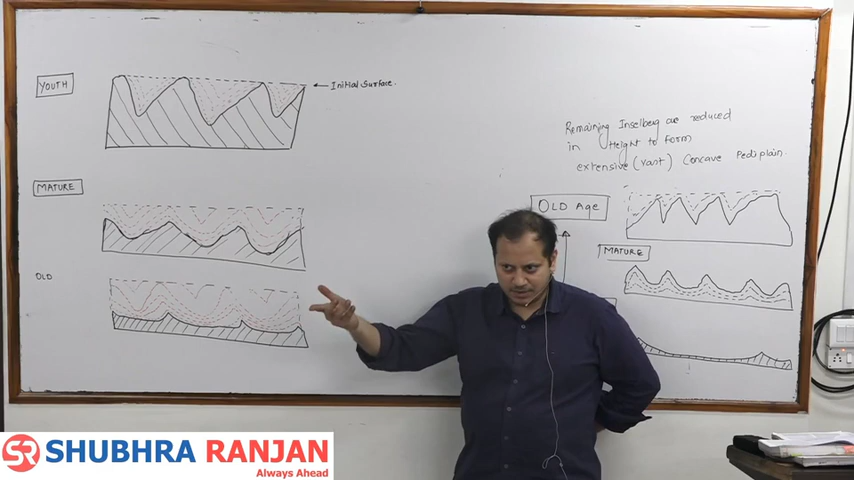 YOUTH
Initial Surface.
MATURE
OLD
Remaining Inselberg are reduced
in Height to form
extensive (vast) Concave Pediplain.
OLD Age
MATURE
SR
SHUBHRA RANJAN
Always Ahead